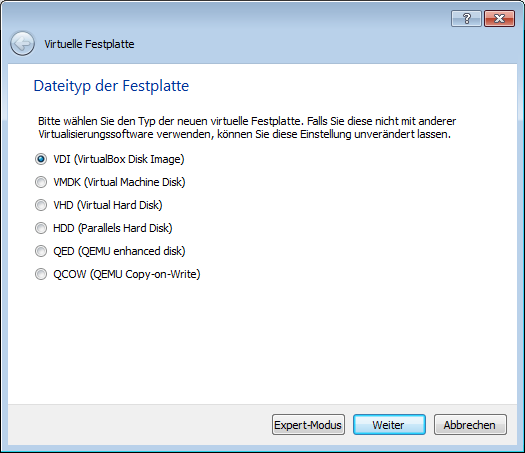 Virtuelle Festplatte
Dateityp der Festplatte
Bitte wählen Sie den Typ der neuen virtuelle Festplatte. Falls Sie diese nicht mit anderer
Virtualisierungssoftware verwenden, können Sie diese Einstellung unverändert lassen.
VDI (VirtualBox Disk Image)
VMDK (Virtual Machine Disk)
VHD (Virtual Hard Disk)
HDD (Parallels Hard Disk)
QED (QEMU enhanced disk)
QCOW (QEMU Copy-on-Write)
Expert-Modus Weiter Abbrechen